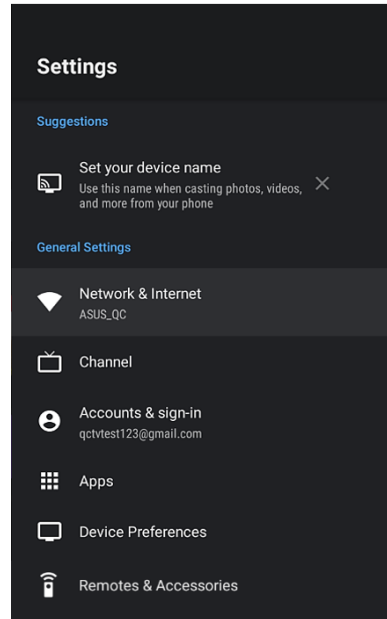 Settings
Suggestions
Set your device name
Use this name when casting photos, videos,
and more from your phone
General Settings
Network & Internet
ASUS_QC
Channel
Accounts & sign-in
qctvtest123@gmail.com
Apps
Device Preferences
Remotes & Accessories